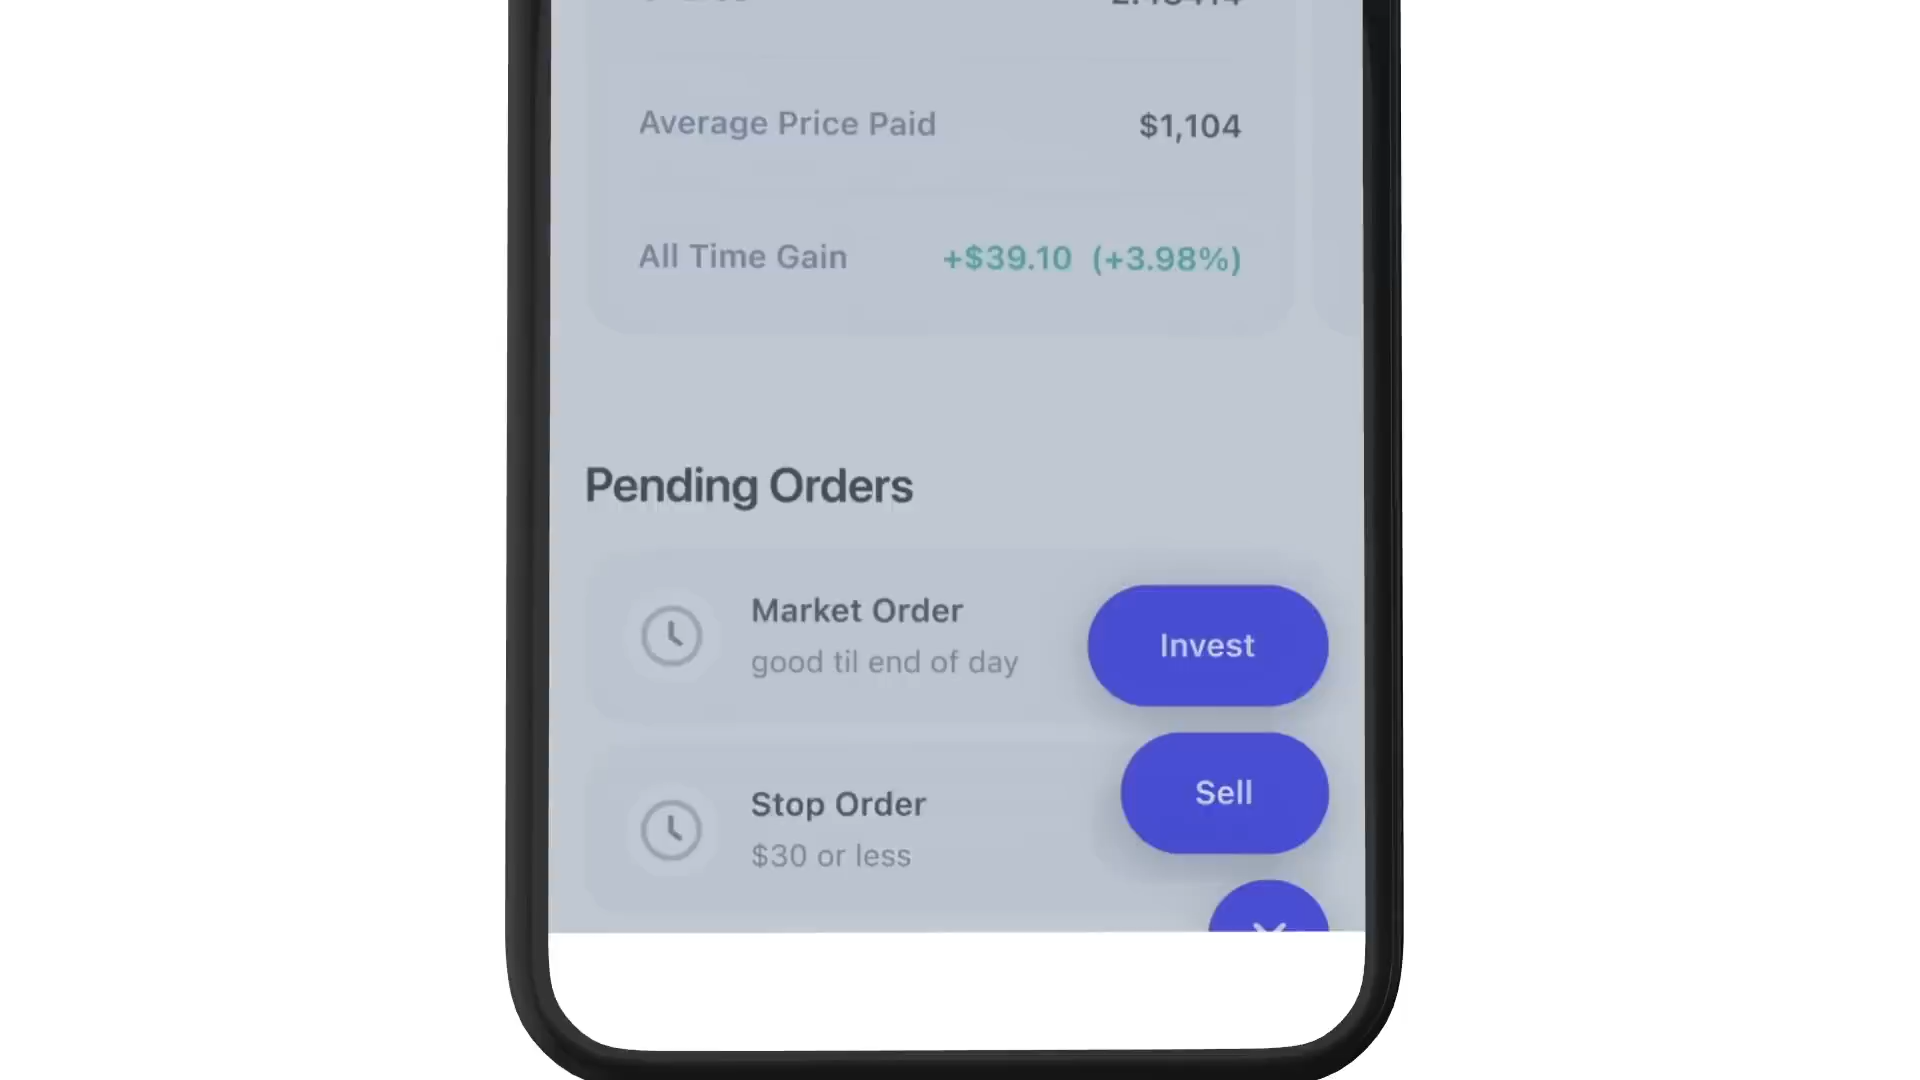 Average Price Paid $1,104
All Time Gain +$39.10 (+3.98%)
Pending Orders
Market Order
good til end of day
Invest
Stop Order
$30 or less
Sell